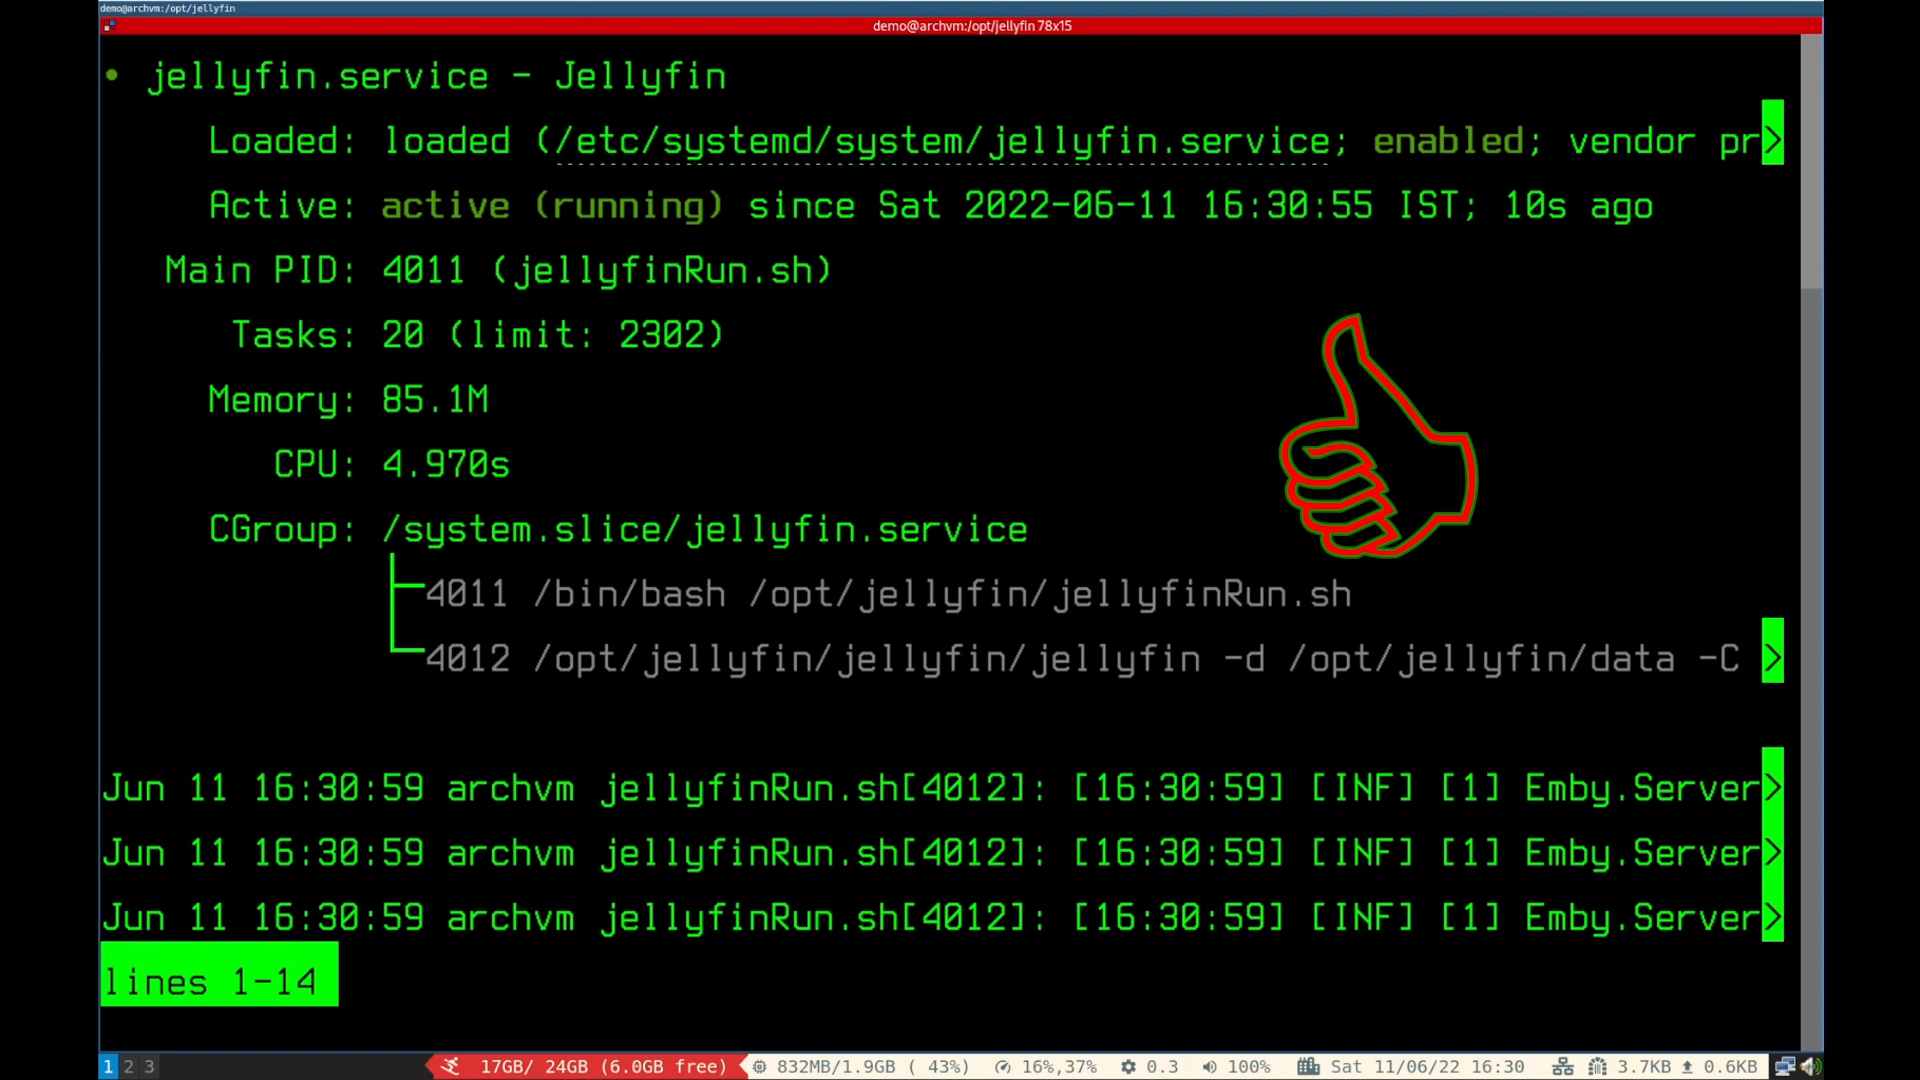 demo@archvm:/opt/jellyfin
demo@archvm:/opt/jellyfin 78x15
● jellyfin.service - Jellyfin
Loaded: loaded (/etc/systemd/system/jellyfin.service; enabled; vendor pr>
Active: active (running) since Sat 2022-06-11 16:30:55 IST; 10s ago
Main PID: 4011 (jellyfinRun.sh)
Tasks: 20 (limit: 2302)
Memory: 85.1M
CPU: 4.970s
CGroup: /system.slice/jellyfin.service
├─4011 /bin/bash /opt/jellyfin/jellyfinRun.sh
└─4012 /opt/jellyfin/jellyfin/jellyfin -d /opt/jellyfin/data -C >
Jun 11 16:30:59 archvm jellyfinRun.sh[4012]: [16:30:59] [INF] [1] Emby.Server>
Jun 11 16:30:59 archvm jellyfinRun.sh[4012]: [16:30:59] [INF] [1] Emby.Server>
Jun 11 16:30:59 archvm jellyfinRun.sh[4012]: [16:30:59] [INF] [1] Emby.Server>
lines 1-14
1 2 3 17GB/ 24GB (6.0GB free) 832MB/1.9GB ( 43%) 16%,37% 0.3 100% Sat 11/06/22 16:30 3.7KB 0.6KB